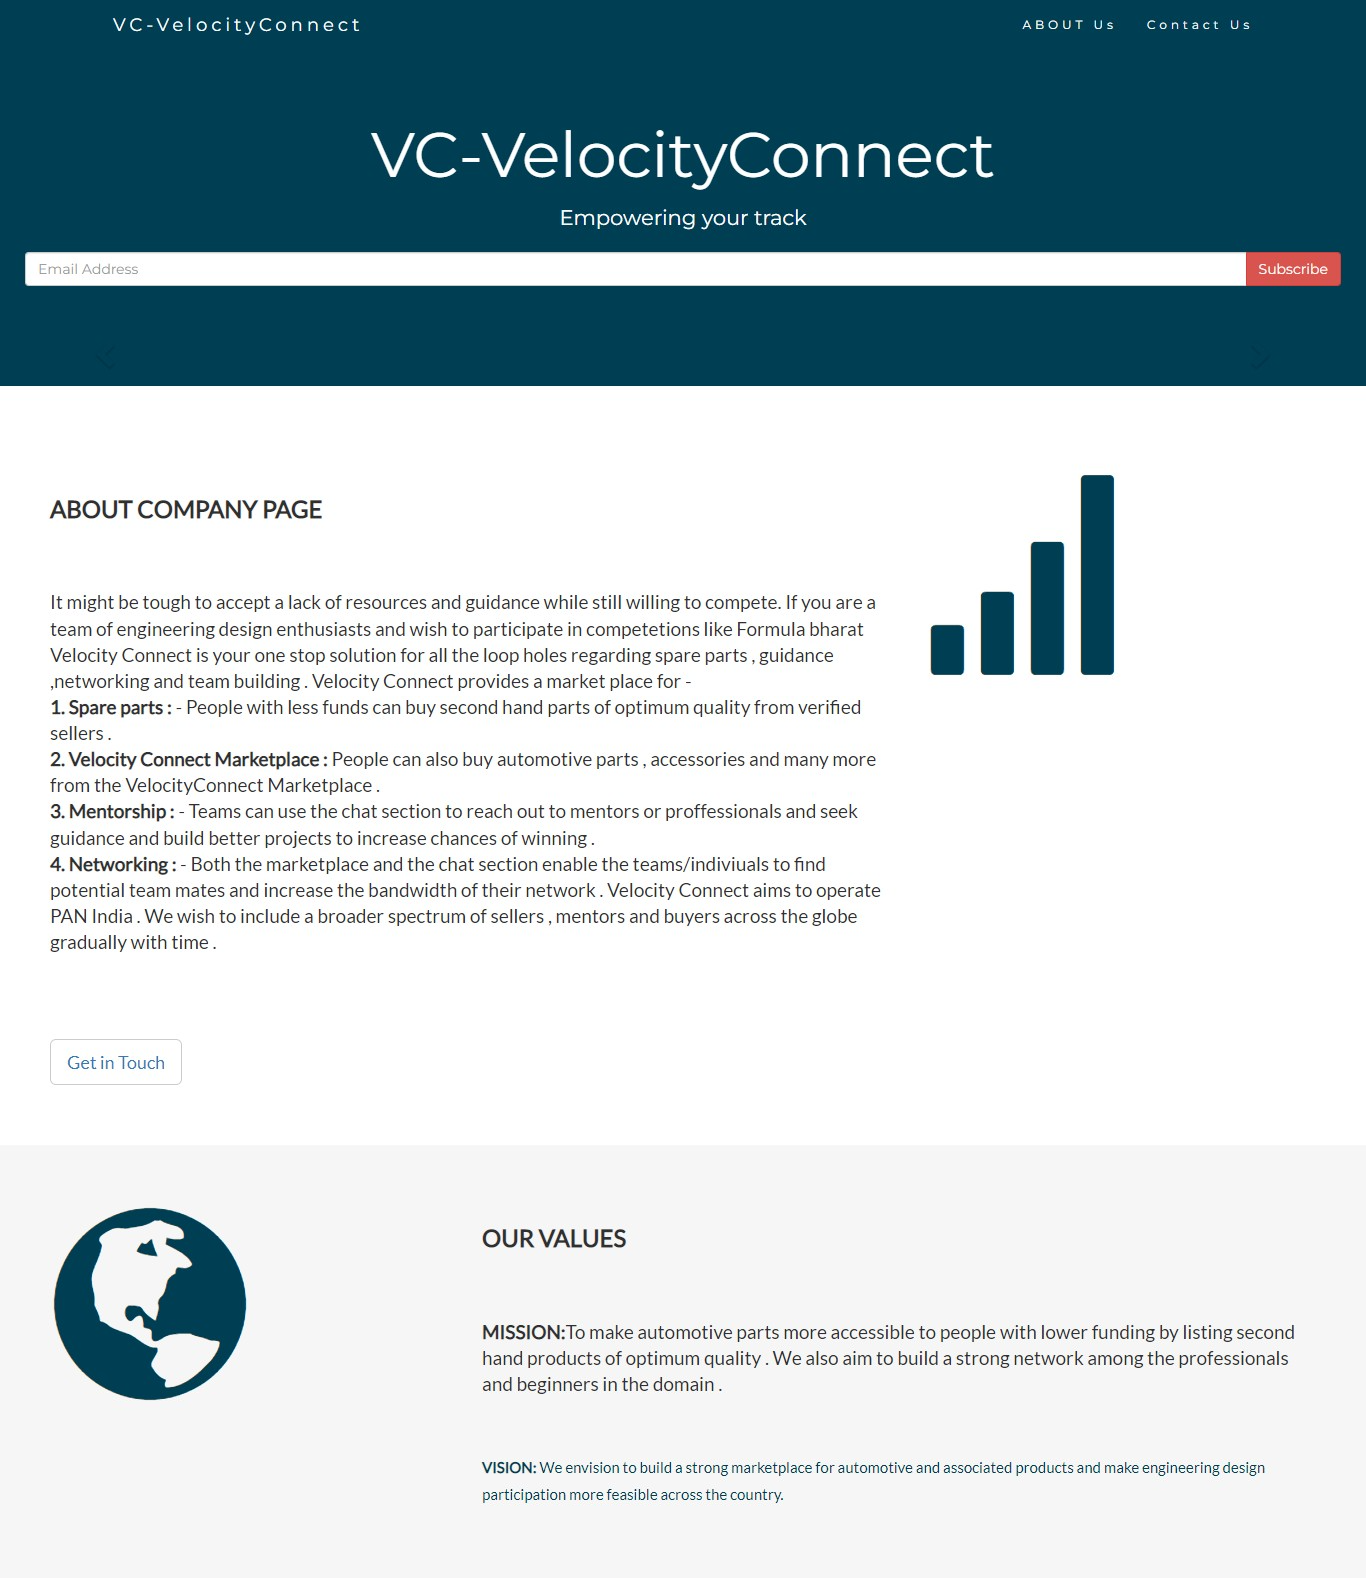 VC-VelocityConnect
ABOUT Us Contact Us
VC-VelocityConnect
Empowering your track
Email Address Subscribe
ABOUT COMPANY PAGE
It might be tough to accept a lack of resources and guidance while still willing to compete. If you are a
team of engineering design enthusiasts and wish to participate in competetions like Formula bharat
Velocity Connect is your one stop solution for all the loop holes regarding spare parts , guidance
,networking and team building . Velocity Connect provides a market place for -
1. Spare parts : - People with less funds can buy second hand parts of optimum quality from verified
sellers .
2. Velocity Connect Marketplace : People can also buy automotive parts , accessories and many more
from the VelocityConnect Marketplace .
3. Mentorship : - Teams can use the chat section to reach out to mentors or proffessionals and seek
guidance and build better projects to increase chances of winning .
4. Networking : - Both the marketplace and the chat section enable the teams/indiviuals to find
potential team mates and increase the bandwidth of their network . Velocity Connect aims to operate
PAN India . We wish to include a broader spectrum of sellers , mentors and buyers across the globe
gradually with time .
Get in Touch
OUR VALUES
MISSION:To make automotive parts more accessible to people with lower funding by listing second
hand products of optimum quality . We also aim to build a strong network among the professionals
and beginners in the domain .
VISION: We envision to build a strong marketplace for automotive and associated products and make engineering design
participation more feasible across the country.